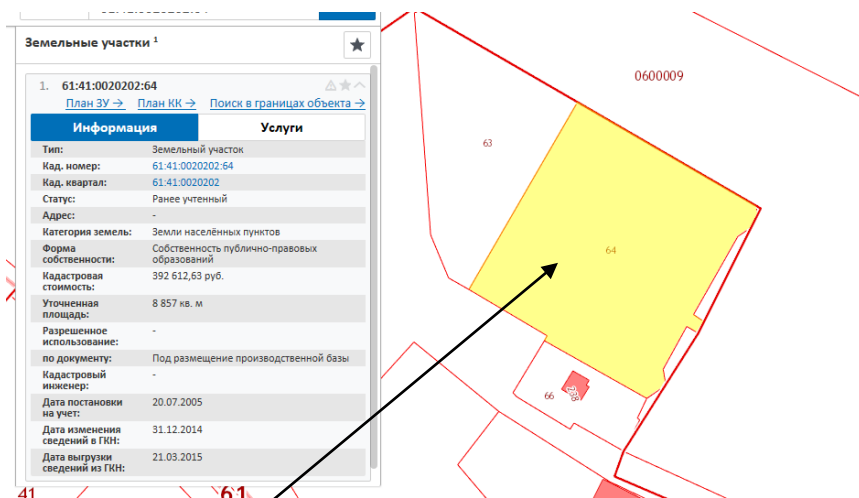 Земельные участки 1
1. 61:41:0020202:64
План ЗУ → План КК → Поиск в границах объекта →
Информация Услуги
Тип: Земельный участок
Кад. номер: 61:41:0020202:64
Кад. квартал: 61:41:0020202
Статус: Ранее учтенный
Адрес: -
Категория земель: Земли населённых пунктов
Форма собственности: Собственность публично-правовых
образований
Кадастровая стоимость: 392 612,63 руб.
Уточненная площадь: 8 857 кв. м
Разрешенное использование: -
по документу: Под размещение производственной базы
Кадастровый инженер: -
Дата постановки на учет: 20.07.2005
Дата изменения сведений в ГКН: 31.12.2014
Дата выгрузки сведений из ГКН: 21.03.2015
0600009
63
64
66
41
61